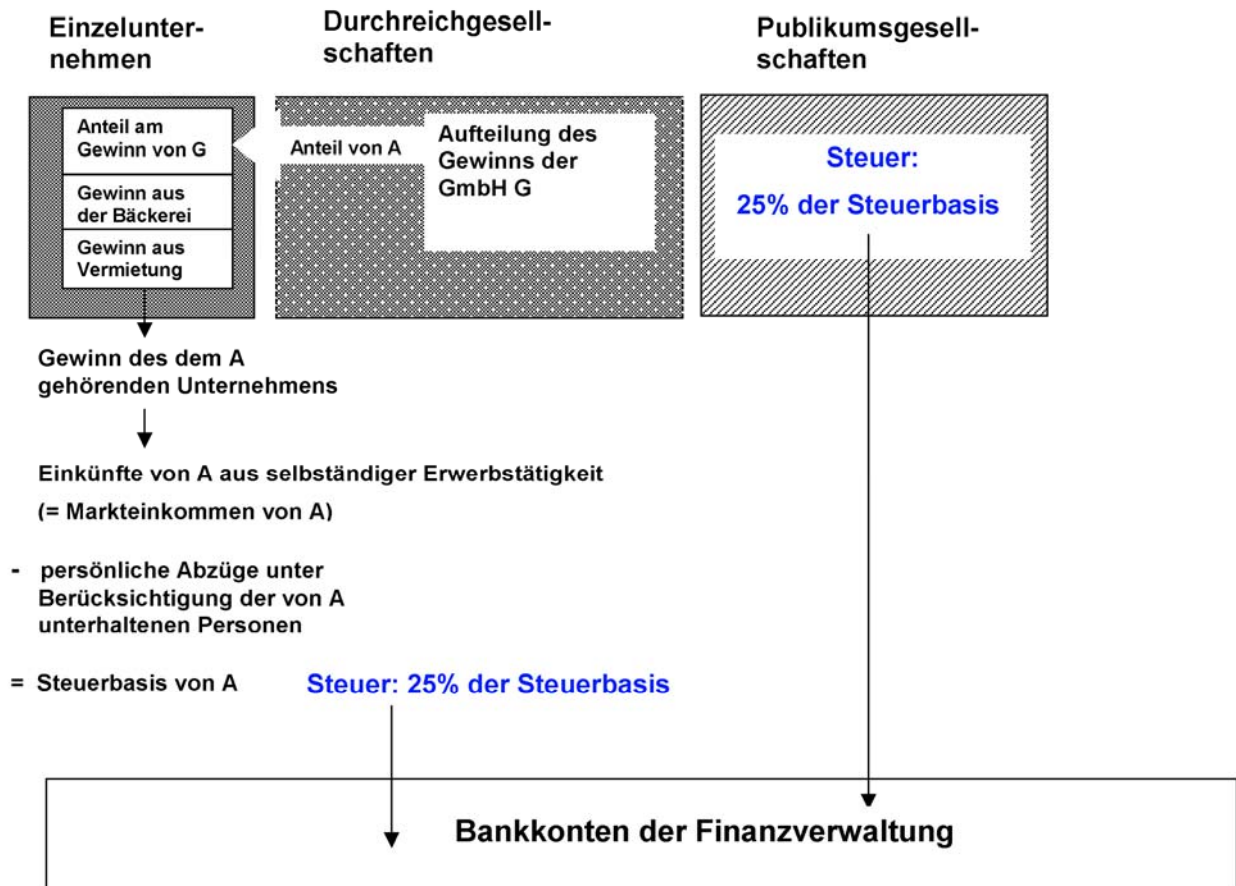 Einzelunter-
nehmen
Durchreichgesell-
schaften
Publikumsgesell-
schaften
Anteil am
Gewinn von G
Gewinn aus
der Bäckerei
Gewinn aus
Vermietung
Anteil von A
Aufteilung des
Gewinns der
GmbH G
Steuer:
25% der Steuerbasis
Gewinn des dem A
gehörenden Unternehmens
Einkünfte von A aus selbständiger Erwerbstätigkeit
(= Markteinkommen von A)
- persönliche Abzüge unter
Berücksichtigung der von A
unterhaltenen Personen
= Steuerbasis von A
Steuer: 25% der Steuerbasis
Bankkonten der Finanzverwaltung